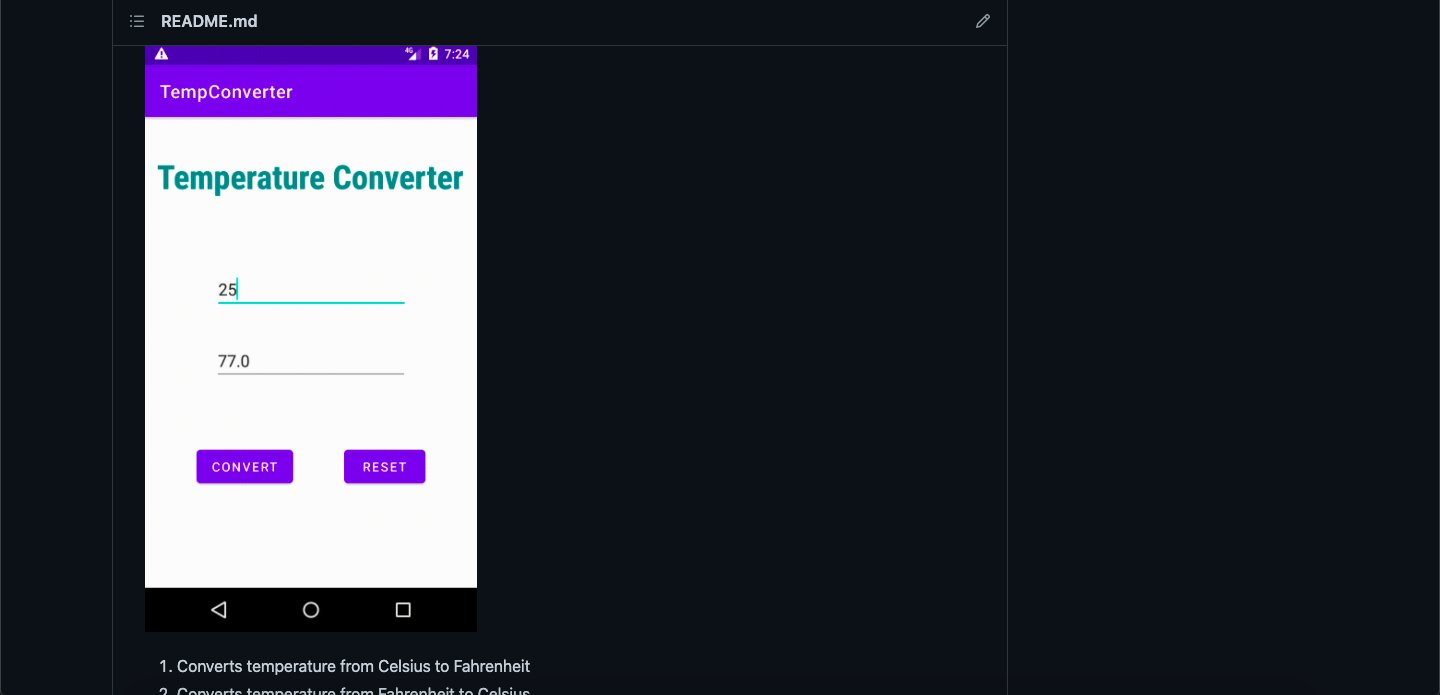 README.md
4G 7:24
TempConverter
Temperature Converter
25
77.0
CONVERT RESET
1. Converts temperature from Celsius to Fahrenheit
2. Converts temperature from Fahrenheit to Celsius